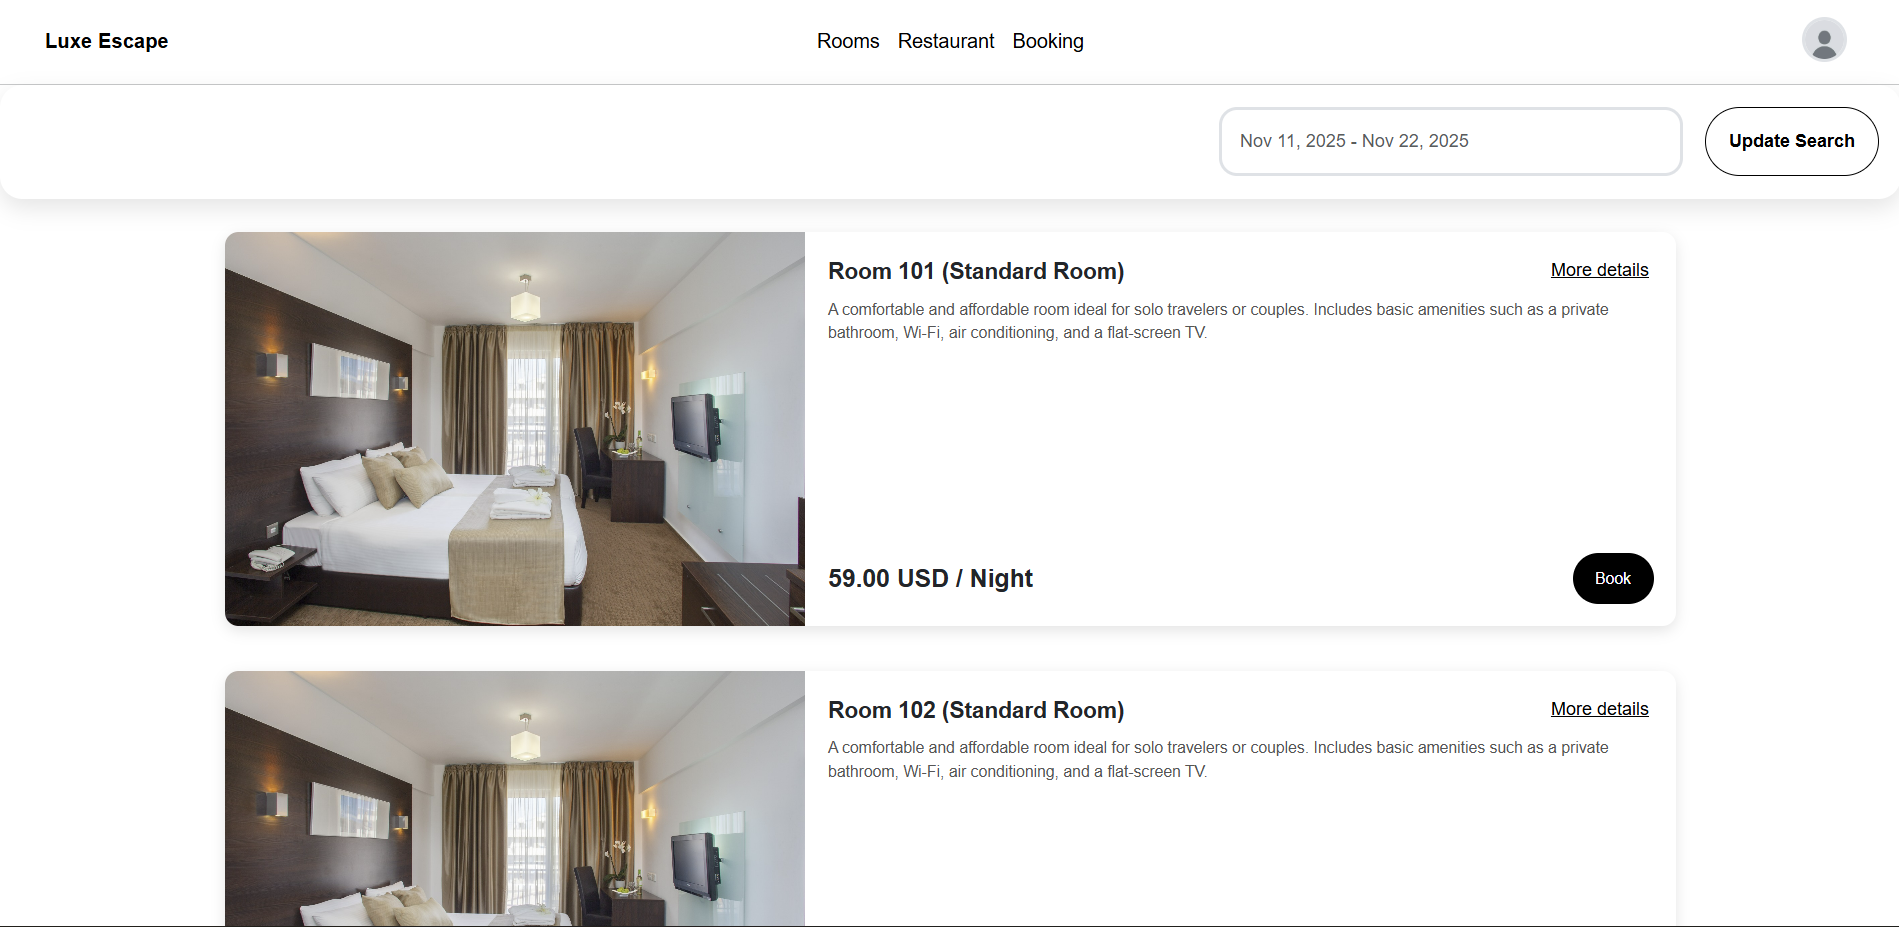 Luxe Escape
Rooms Restaurant Booking
Nov 11, 2025 - Nov 22, 2025
Update Search
Room 101 (Standard Room)
More details
A comfortable and affordable room ideal for solo travelers or couples. Includes basic amenities such as a private
bathroom, Wi-Fi, air conditioning, and a flat-screen TV.
59.00 USD / Night
Book
Room 102 (Standard Room)
More details
A comfortable and affordable room ideal for solo travelers or couples. Includes basic amenities such as a private
bathroom, Wi-Fi, air conditioning, and a flat-screen TV.